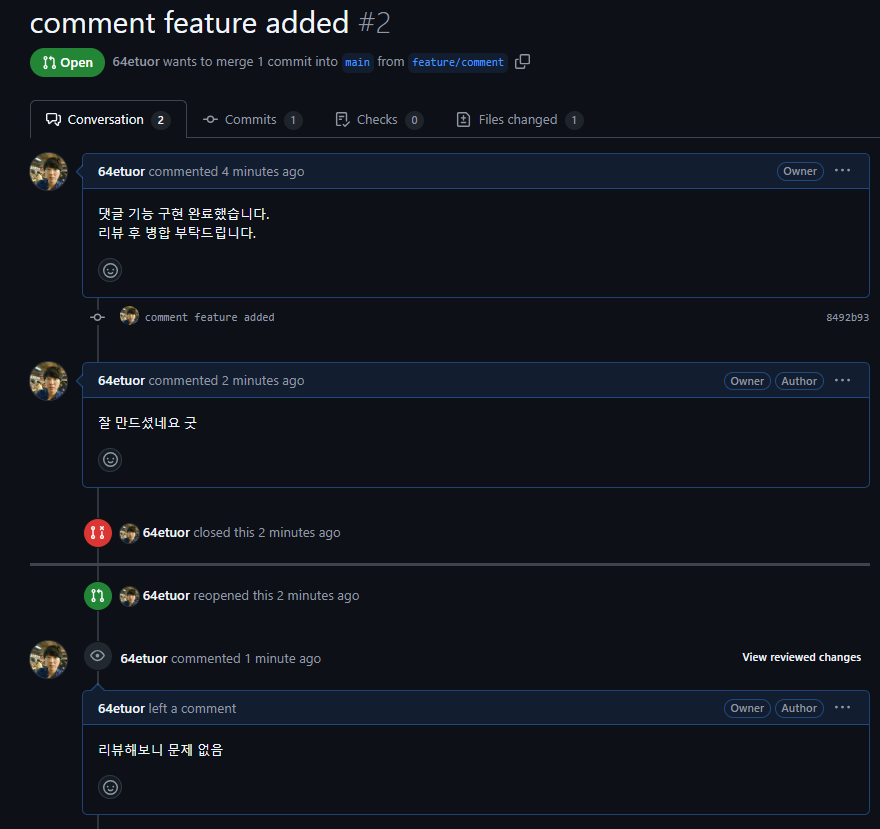 comment feature added #2
Open 64etuor wants to merge 1 commit into main from feature/comment
Conversation 2 Commits 1 Checks 0 Files changed 1
64etuor commented 4 minutes ago Owner ...
댓글 기능 구현 완료했습니다.
리뷰 후 병합 부탁드립니다.
comment feature added 8492b93
64etuor commented 2 minutes ago Owner Author ...
잘 만드셨네요 굿
64etuor closed this 2 minutes ago
64etuor reopened this 2 minutes ago
64etuor commented 1 minute ago View reviewed changes
64etuor left a comment Owner Author ...
리뷰해보니 문제 없음